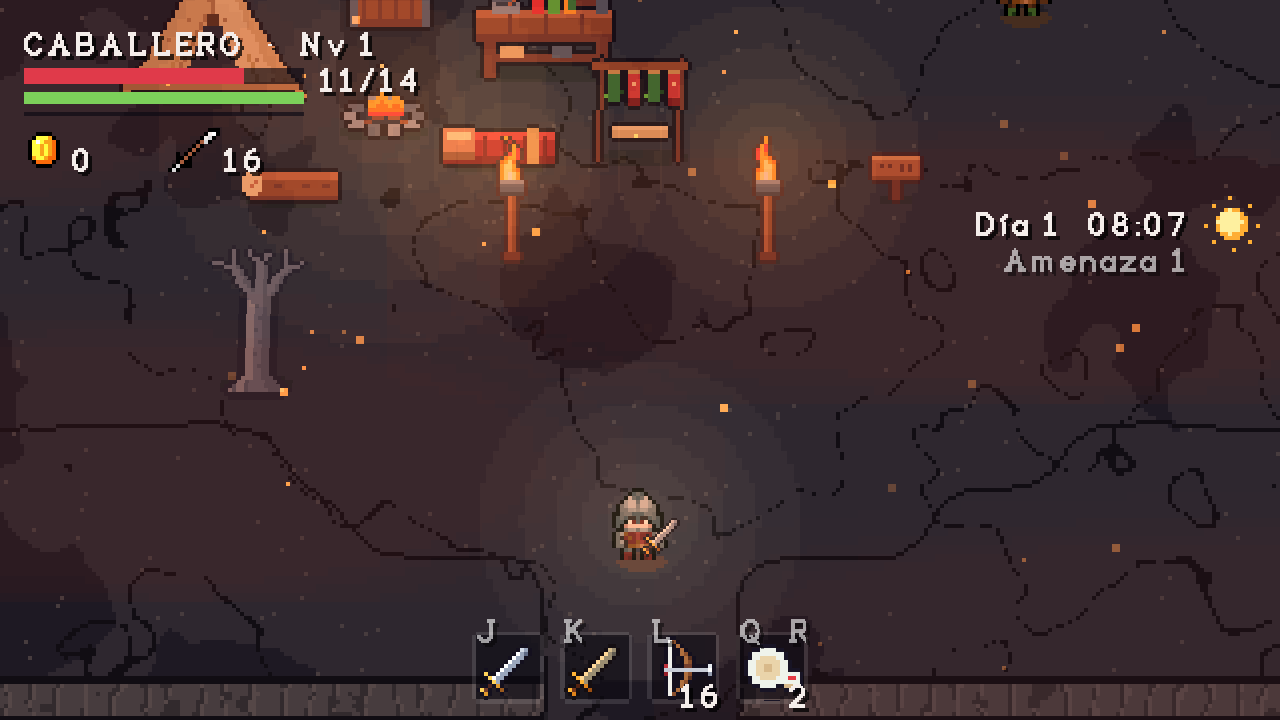 CABALLERO Nv 1
11/14
0 16
Día 1 08:07
Amenaza 1
J K L Q R
16 2